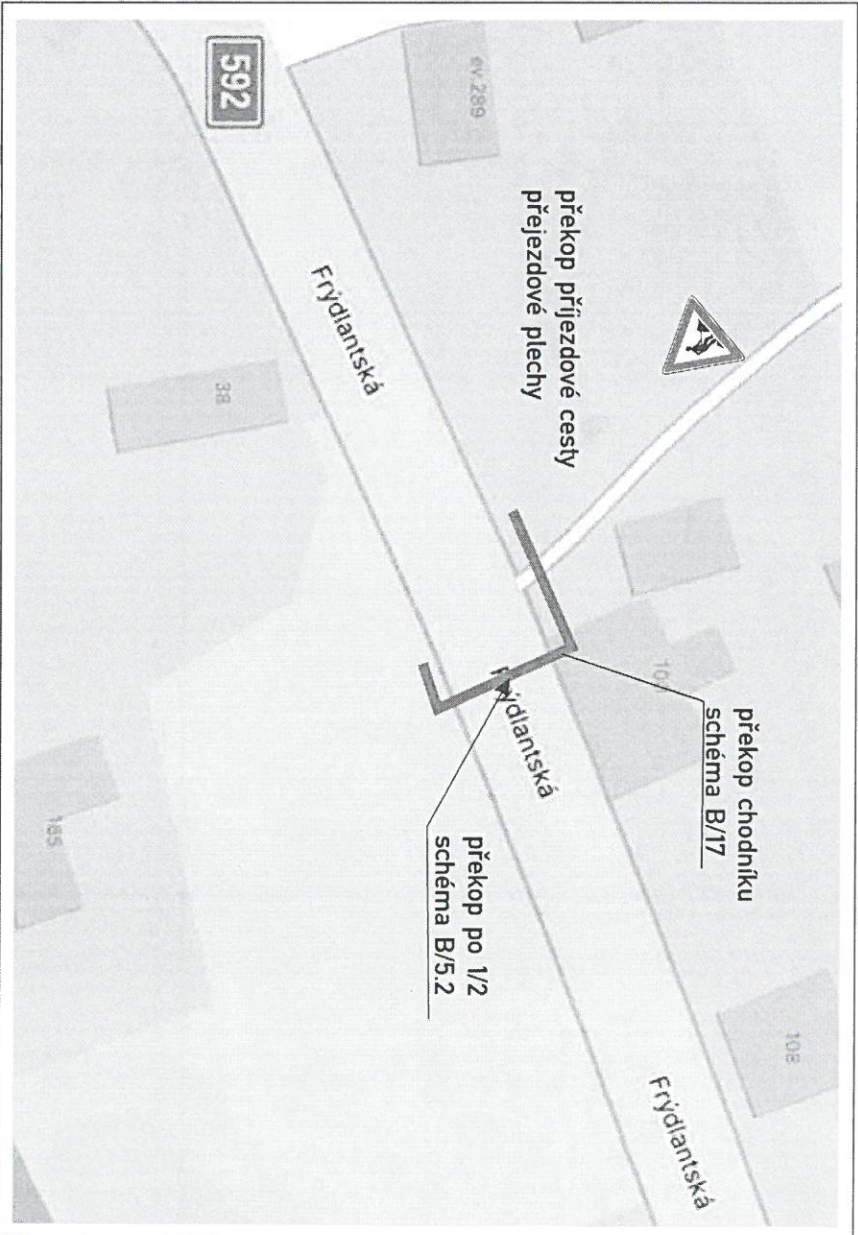 592
ev.289
překop příjezdové cesty
přejezdové plechy
Frýdlantská
38
překop chodníku
schéma B/17
Frýdlantská
překop po 1/2
schéma B/5.2
185
108
Frýdlantská